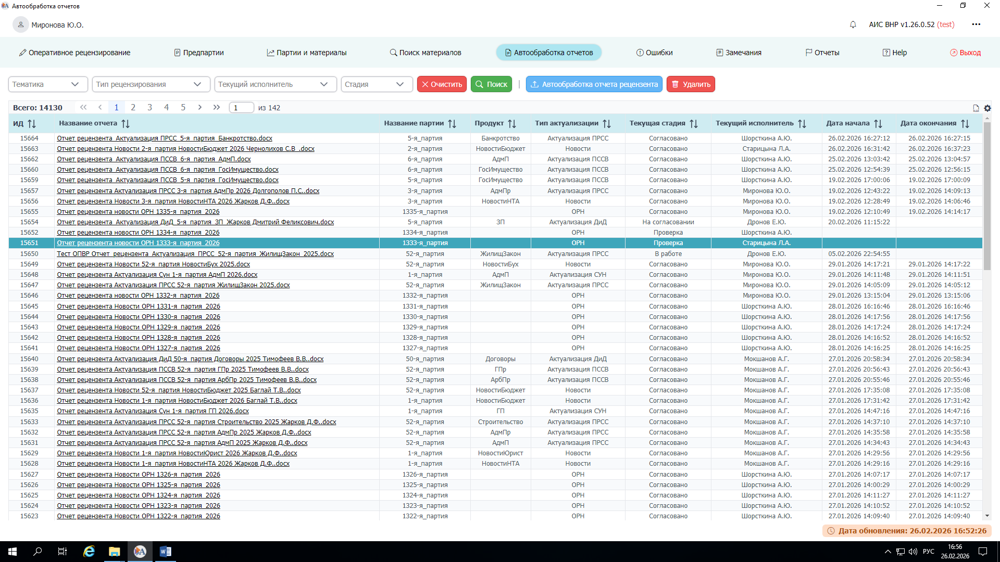 Автообработка отчетов
Миронова Ю.О.
АИС ВНР v1.26.0.52 (test)
Оперативное рецензирование Предпартии Партии и материалы Поиск материалов Автообработка отчетов Ошибки Замечания Отчеты Help Выход
Тематика Тип рецензирования Текущий исполнитель Стадия Очистить Поиск | Автообработка отчета рецензента Удалить
Всего: 14130 1 2 3 4 5 1 из 142
ИД Название отчета Название партии Продукт Тип актуализации Текущая стадия Текущий исполнитель Дата начала Дата окончания
15664 Отчет рецензента_Актуализация ПРСС_5-я_партия_Банкротство.docx 5-я_партия Банкротство Актуализация ПРСС Согласовано Шорсткина А.Ю. 26.02.2026 16:27:12 26.02.2026 16:27:15
15663 Отчет рецензента Новости 2-я_партия НовостиБюджет 2026 Чернолихов С.В_.docx 2-я_партия НовостиБюджет Новости Согласовано Старицына Л.А. 26.02.2026 16:31:42 26.02.2026 16:37:23
15662 Отчет рецензента_Актуализация ПССВ_6-я_партия_АдмП.docx 6-я_партия АдмП Актуализация ПССВ Согласовано Шорсткина А.Ю. 25.02.2026 13:03:42 25.02.2026 13:04:57
15660 Отчет рецензента_Актуализация ПССВ_6-я_партия_ГосИмущество.docx 6-я_партия ГосИмущество Актуализация ПССВ Согласовано Шорсткина А.Ю. 25.02.2026 12:54:39 25.02.2026 12:56:15
15659 Отчет рецензента_Актуализация ПССВ_5-я_партия_ГосИмущество.docx 5-я_партия ГосИмущество Актуализация ПССВ Согласовано Шорсткина А.Ю. 19.02.2026 17:00:06 19.02.2026 17:00:09
15657 Отчет рецензента Актуализация ПРСС 3-я_партия АдмПр 2026 Долгополов П.С..docx 3-я_партия АдмПр Актуализация ПРСС Согласовано Миронова Ю.О. 19.02.2026 12:43:22 19.02.2026 14:09:13
15656 Отчет рецензента Новости 3-я_партия НовостиНТА 2026 Жарков Д.Ф..docx 3-я_партия НовостиНТА Новости Согласовано Миронова Ю.О. 19.02.2026 12:28:49 19.02.2026 14:06:46
15655 Отчет рецензента новости ОРН 1335-я_партия_2026 1335-я_партия ОРН Согласовано Миронова Ю.О. 19.02.2026 12:10:49 19.02.2026 14:14:17
15654 Отчет рецензента_Актуализация ДиД_5-я_партия_ЗП_Жарков Дмитрий Феликсович.docx 5-я_партия ЗП Актуализация ДиД На согласовании Дронов Е.Ю. 20.02.2026 11:15:22
15652 Отчет рецензента новости ОРН 1334-я_партия_2026 1334-я_партия ОРН Проверка Шорсткина А.Ю.
15651 Отчет рецензента новости ОРН 1333-я_партия_2026 1333-я_партия ОРН Проверка Старицына Л.А.
15650 Тест ОПВР Отчет_рецензента_Актуализация_ПРСС_52-я_партия_ЖилищЗакон_2025.docx 52-я_партия ЖилищЗакон Актуализация ПРСС В работе Дронов Е.Ю. 05.02.2026 22:54:55
15649 Отчет рецензента Новости 52-я_партия НовостиБух 2025.docx 52-я_партия НовостиБух Новости Согласовано Миронова Ю.О. 29.01.2026 14:17:21 29.01.2026 14:17:22
15648 Отчет рецензента Актуализация Сун 1-я_партия АдмП 2026.docx 1-я_партия АдмП Актуализация СУН Согласовано Миронова Ю.О. 29.01.2026 14:11:48 29.01.2026 14:11:51
15647 Отчет рецензента Актуализация ПРСС 52-я_партия ЖилищЗакон 2025.docx 52-я_партия ЖилищЗакон Актуализация ПРСС Согласовано Миронова Ю.О. 29.01.2026 14:05:09 29.01.2026 14:05:12
15646 Отчет рецензента новости ОРН 1332-я_партия_2026 1332-я_партия ОРН Согласовано Миронова Ю.О. 29.01.2026 13:15:04 29.01.2026 13:15:06
15645 Отчет рецензента Новости ОРН 1331-я_партия_2026 1331-я_партия ОРН Согласовано Шорсткина А.Ю. 28.01.2026 16:16:46 28.01.2026 16:16:46
15644 Отчет рецензента Новости ОРН 1330-я_партия_2026 1330-я_партия ОРН Согласовано Шорсткина А.Ю. 28.01.2026 14:17:56 28.01.2026 14:17:56
15643 Отчет рецензента Новости ОРН 1329-я_партия_2026 1329-я_партия ОРН Согласовано Шорсткина А.Ю. 28.01.2026 14:17:24 28.01.2026 14:17:24
15642 Отчет рецензента Новости ОРН 1328-я_партия_2026 1328-я_партия ОРН Согласовано Шорсткина А.Ю. 28.01.2026 14:16:52 28.01.2026 14:16:52
15641 Отчет рецензента Новости ОРН 1327-я_партия_2026 1327-я_партия ОРН Согласовано Шорсткина А.Ю. 28.01.2026 14:16:25 28.01.2026 14:16:25
15640 Отчет рецензента Актуализация ДиД 50-я_партия Договоры 2025 Тимофеев В.В..docx 50-я_партия Договоры Актуализация ДиД Согласовано Мокшанов А.Г. 27.01.2026 20:58:34 27.01.2026 20:58:34
15639 Отчет рецензента Актуализация ПССВ 52-я_партия ГПр 2025 Тимофеев В.В..docx 52-я_партия ГПр Актуализация ПССВ Согласовано Мокшанов А.Г. 27.01.2026 20:56:43 27.01.2026 20:56:43
15638 Отчет рецензента Актуализация ПССВ 52-я_партия АрбПр 2025 Тимофеев В.В..docx 52-я_партия АрбПр Актуализация ПССВ Согласовано Мокшанов А.Г. 27.01.2026 20:55:46 27.01.2026 20:55:46
15637 Отчет рецензента Новости 52-я_партия НовостиБюджет 2025 Баглай Т.В..docx 52-я_партия НовостиБюджет Новости Согласовано Мокшанов А.Г. 27.01.2026 17:35:08 27.01.2026 17:35:08
15636 Отчет рецензента Новости 1-я_партия НовостиБюджет 2026 Баглай Т.В..docx 1-я_партия НовостиБюджет Новости Согласовано Мокшанов А.Г. 27.01.2026 17:31:42 27.01.2026 17:31:42
15635 Отчет рецензента Актуализация Сун 1-я_партия ГП 2026.docx 1-я_партия ГП Актуализация СУН Согласовано Мокшанов А.Г. 27.01.2026 14:47:16 27.01.2026 14:47:16
15633 Отчет рецензента Актуализация ПРСС 52-я_партия Строительство 2025 Жарков Д.Ф..docx 52-я_партия Строительство Актуализация ПРСС Согласовано Мокшанов А.Г. 27.01.2026 14:37:10 27.01.2026 14:37:10
15632 Отчет рецензента Актуализация ПРСС 52-я_партия АдмПр 2025 Жарков Д.Ф..docx 52-я_партия АдмПр Актуализация ПРСС Согласовано Мокшанов А.Г. 27.01.2026 14:35:58 27.01.2026 14:35:58
15631 Отчет рецензента Актуализация ПРСС 52-я_партия АдмП 2025 Жарков Д.Ф..docx 52-я_партия АдмП Актуализация ПРСС Согласовано Мокшанов А.Г. 27.01.2026 14:34:43 27.01.2026 14:34:43
15629 Отчет рецензента Новости 1-я_партия НовостиЮрист 2026 Жарков Д.Ф..docx 1-я_партия НовостиЮрист Новости Согласовано Мокшанов А.Г. 27.01.2026 14:29:56 27.01.2026 14:29:56
15628 Отчет рецензента Новости 1-я_партия НовостиНТА 2026 Жарков Д.Ф..docx 1-я_партия НовостиНТА Новости Согласовано Мокшанов А.Г. 27.01.2026 14:29:16 27.01.2026 14:29:16
15627 Отчет рецензента Новости ОРН 1326-я_партия_2026 1326-я_партия ОРН Согласовано Шорсткина А.Ю. 27.01.2026 14:07:17 27.01.2026 14:07:17
15626 Отчет рецензента Новости ОРН 1325-я_партия_2026 1325-я_партия ОРН Согласовано Шорсткина А.Ю. 27.01.2026 14:00:29 27.01.2026 14:00:29
15625 Отчет рецензента Новости ОРН 1324-я_партия_2026 1324-я_партия ОРН Согласовано Шорсткина А.Ю. 27.01.2026 14:11:27 27.01.2026 14:11:27
15624 Отчет рецензента Новости ОРН 1323-я_партия_2026 1323-я_партия ОРН Согласовано Шорсткина А.Ю. 27.01.2026 14:10:52 27.01.2026 14:10:52
15623 Отчет рецензента Новости ОРН 1322-я_партия_2026 1322-я_партия ОРН Согласовано Шорсткина А.Ю. 27.01.2026 14:09:40 27.01.2026 14:09:40
Дата обновления: 26.02.2026 16:52:26
РУС
16:56
26.02.2026